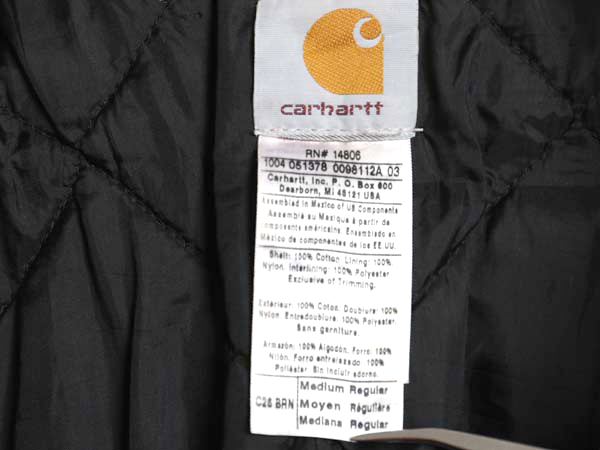 carhartt
RN# 14806
1004 051378 0098112A 03
Carhartt, Inc. P. O. Box 600
Dearborn, MI 48121 USA
Assembled in Mexico of US Components
Assemblé au Mexique à partir de
composants américains. Ensamblado en
México de componentes de los EE.UU.
Shell: 100% Cotton Lining: 100%
Nylon. Interlining: 100% Polyester
Exclusive of Trimming.
Extérieur: 100% Coton. Doublure: 100%
Nylon Entredoublure: 100% Polyester.
Sans garniture.
Armazón: 100% Algodon. Forro: 100%
Nilón. Forro entrelazado: 100%
Poliéster. Sin incluir adorno.
Medium Regular
C26 BRN Moyen Régulière
Mediana Regular